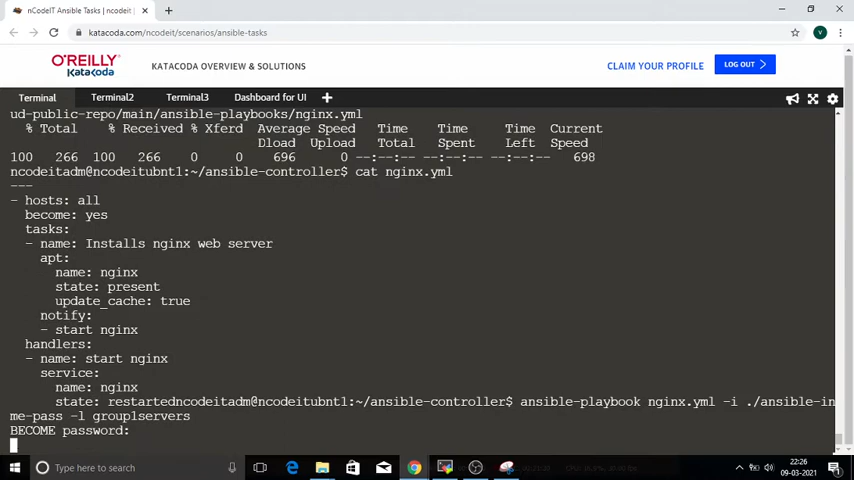 nCodeIT Ansible Tasks | ncodeit |
katacoda.com/ncodeit/scenarios/ansible-tasks
V
O'REILLY
Katacoda
KATACODA OVERVIEW & SOLUTIONS
CLAIM YOUR PROFILE
LOG OUT
Terminal
Terminal2
Terminal3
Dashboard for UI
ud-public-repo/main/ansible-playbooks/nginx.yml
% Total    % Received % Xferd  Average Speed   Time    Time     Time  Current
Dload  Upload   Total   Spent    Left  Speed
100   266  100   266    0     0    696      0 --:--:-- --:--:-- --:--:--   698
ncodeitadm@ncodeitubnt1:~/ansible-controller$ cat nginx.yml
---
- hosts: all
become: yes
tasks:
- name: Installs nginx web server
apt:
name: nginx
state: present
update_cache: true
notify:
- start nginx
handlers:
- name: start nginx
service:
name: nginx
state: restartedncodeitadm@ncodeitubnt1:~/ansible-controller$ ansible-playbook nginx.yml -i ./ansible-in
me-pass -l group1servers
BECOME password:
Type here to search
22:26
09-03-2021